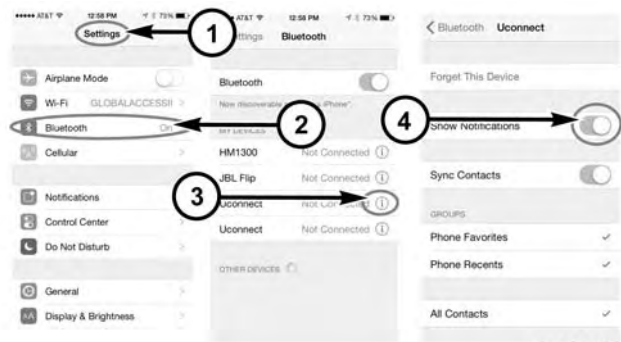 AT&T 12:58 PM 73%
Settings
1
Airplane Mode
Wi-Fi GLOBALACCESSII
Bluetooth On
2
Cellular
Notifications
Control Center
Do Not Disturb
General
Display & Brightness
AT&T 12:58 PM 73%
ttings Bluetooth
Bluetooth
Now discoverable iPhone".
MY DEVICES
HM1300 Not Connected
JBL Flip Not Connected
3
Uconnect Not Connected
Uconnect Not Connected
OTHER DEVICES
Bluetooth Uconnect
Forget This Device
4
Show Notifications
Sync Contacts
GROUPS
Phone Favorites
Phone Recents
All Contacts